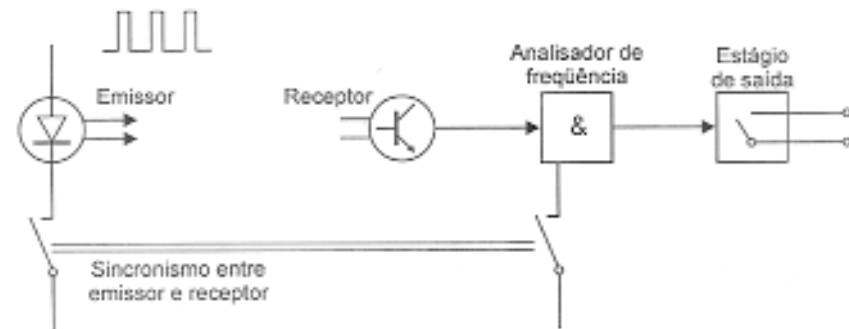 Emissor
Receptor
Analisador de
freqüência
Estágio
de saída
&
Sincronismo entre
emissor e receptor